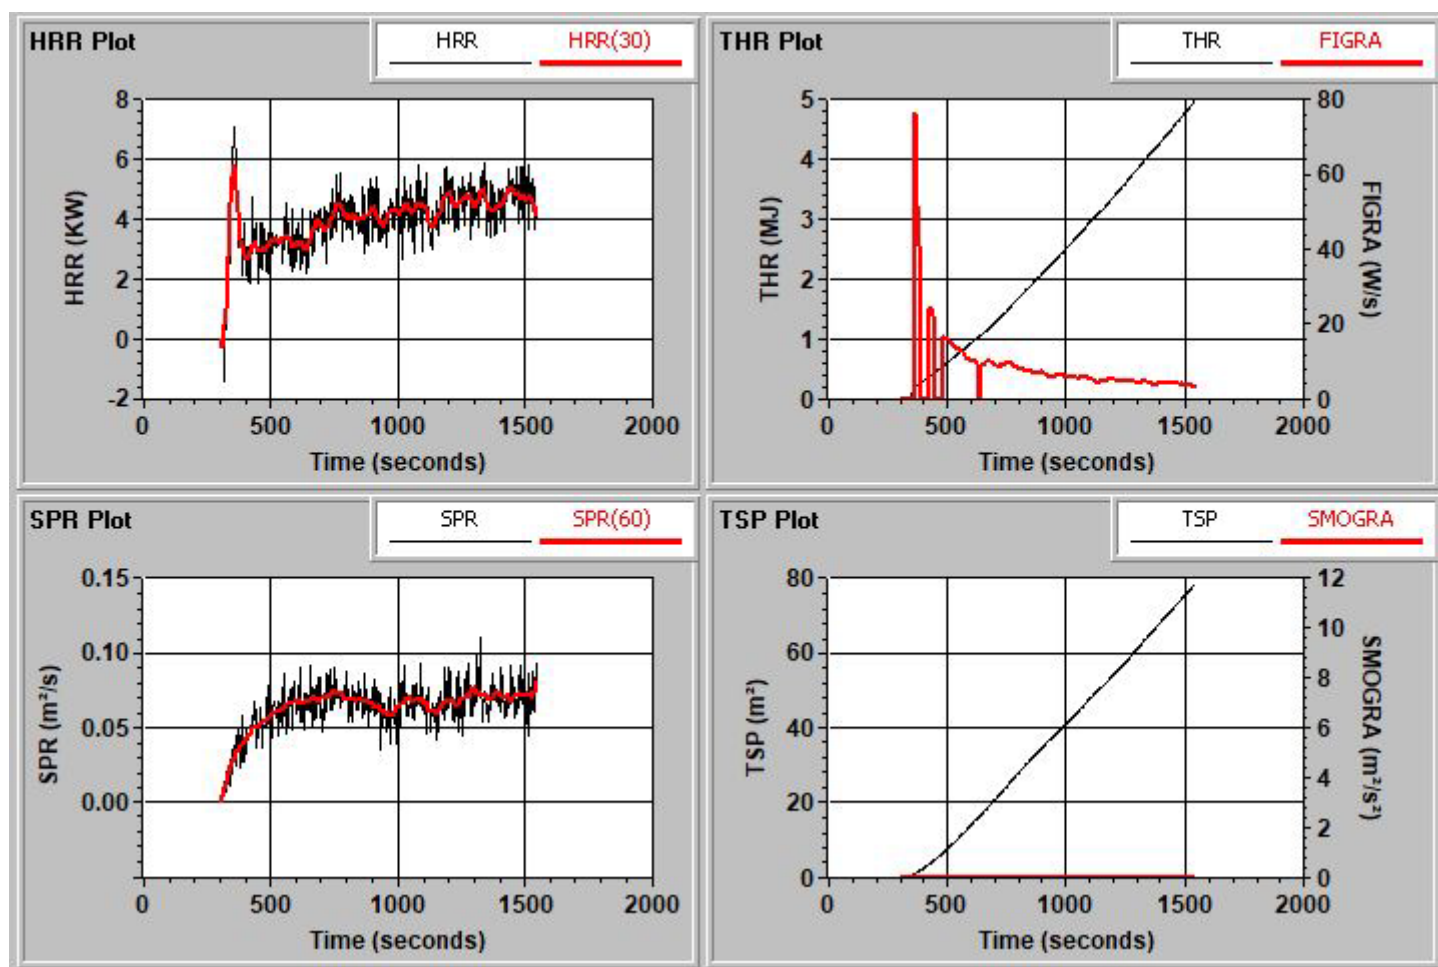 HRR Plot
HRR HRR(30)
8
6
4
2
0
-2
HRR (KW)
0 500 1000 1500 2000
Time (seconds)
THR Plot
THR FIGRA
5
4
3
2
1
0
THR (MJ)
80
60
40
20
0
FIGRA (W/s)
0 500 1000 1500 2000
Time (seconds)
SPR Plot
SPR SPR(60)
0.15
0.10
0.05
0.00
SPR (m²/s)
0 500 1000 1500 2000
Time (seconds)
TSP Plot
TSP SMOGRA
80
60
40
20
0
TSP (m²)
12
10
8
6
4
2
0
SMOGRA (m²/s²)
0 500 1000 1500 2000
Time (seconds)